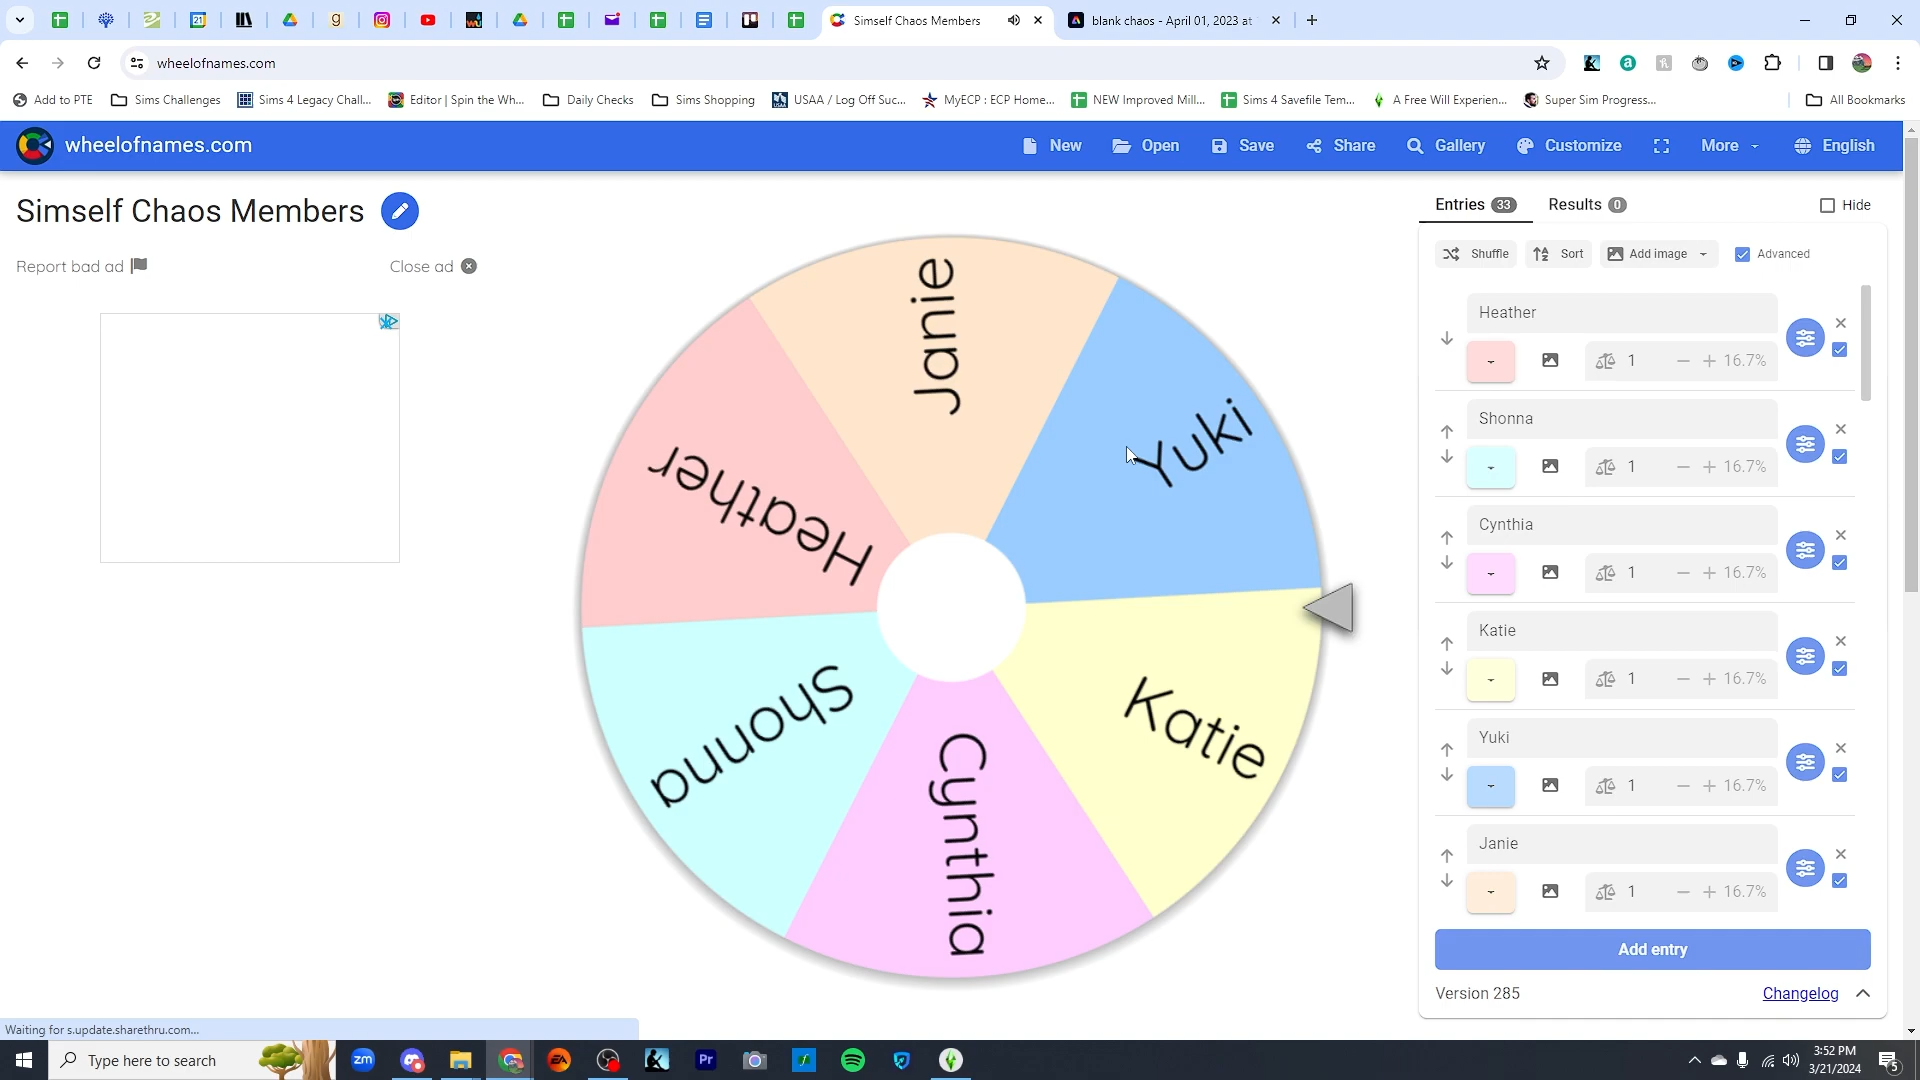 Simself Chaos Members
blank chaos - April 01, 2023 at
wheelofnames.com
Add to PTE
Sims Challenges
Sims 4 Legacy Chall...
Editor | Spin the Wh...
Daily Checks
Sims Shopping
USAA / Log Off Suc...
MyECP : ECP Home...
NEW Improved Mill...
Sims 4 Savefile Tem...
A Free Will Experien...
Super Sim Progress...
All Bookmarks
wheelofnames.com
New
Open
Save
Share
Gallery
Customize
More
English
Simself Chaos Members
Report bad ad
Close ad
Janie
Yuki
Katie
Cynthia
Shonna
Heather
Entries 33
Results 0
Hide
Shuffle
Sort
Add image
Advanced
Heather
1
16.7%
Shonna
1
16.7%
Cynthia
1
16.7%
Katie
1
16.7%
Yuki
1
16.7%
Janie
1
16.7%
Add entry
Version 285
Changelog
Waiting for s.update.sharethru.com...
Type here to search
zm
EA
Pr
3:52 PM
3/21/2024
5